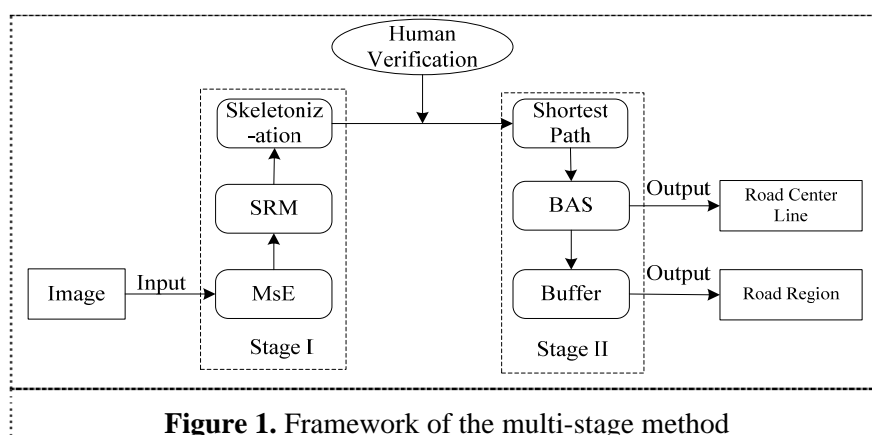 Human
Verification
Skeletoniz
-ation
Shortest
Path
SRM
BAS
Output
Road Center
Line
Image
Input
MsE
Buffer
Output
Road Region
Stage I
Stage II
Figure 1. Framework of the multi-stage method